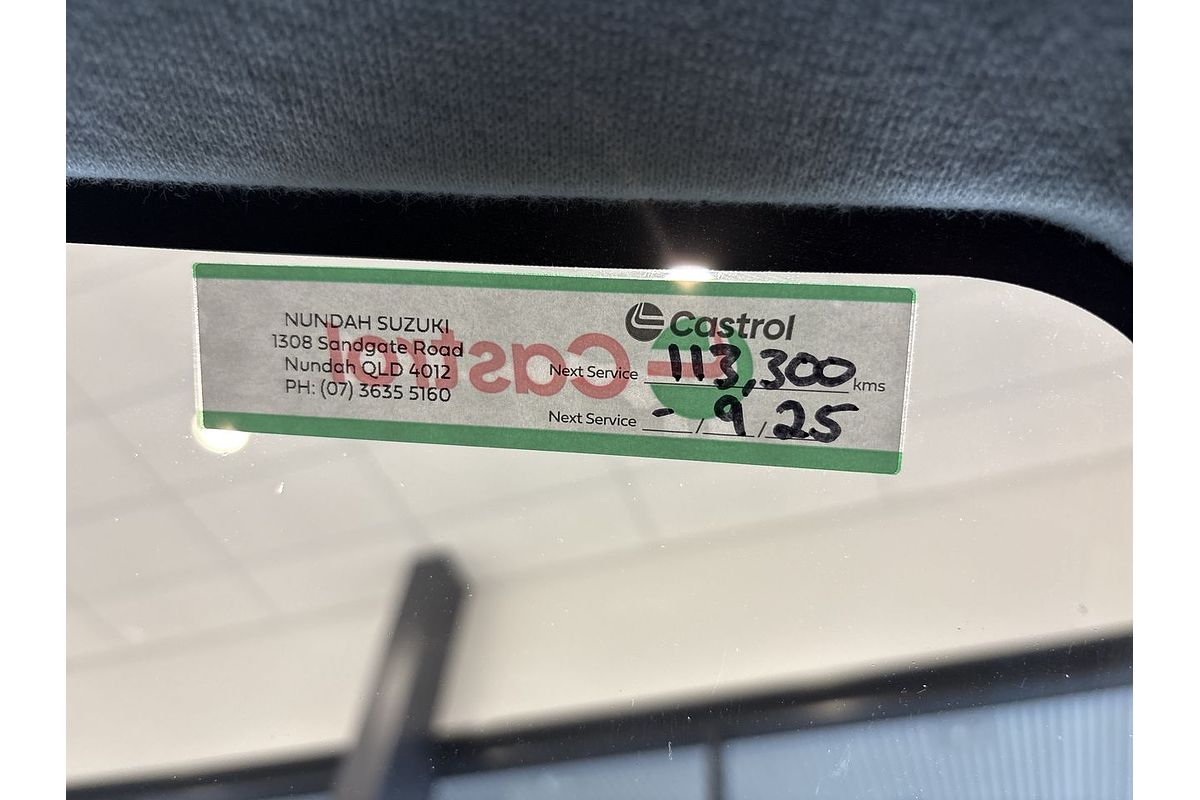 NUNDAH SUZUKI
1308 Sandgate Road
Nundah QLD 4012
PH: (07) 3635 5160
Castrol
Castrol
Next Service 113,300 kms
Next Service - / 9 / 25